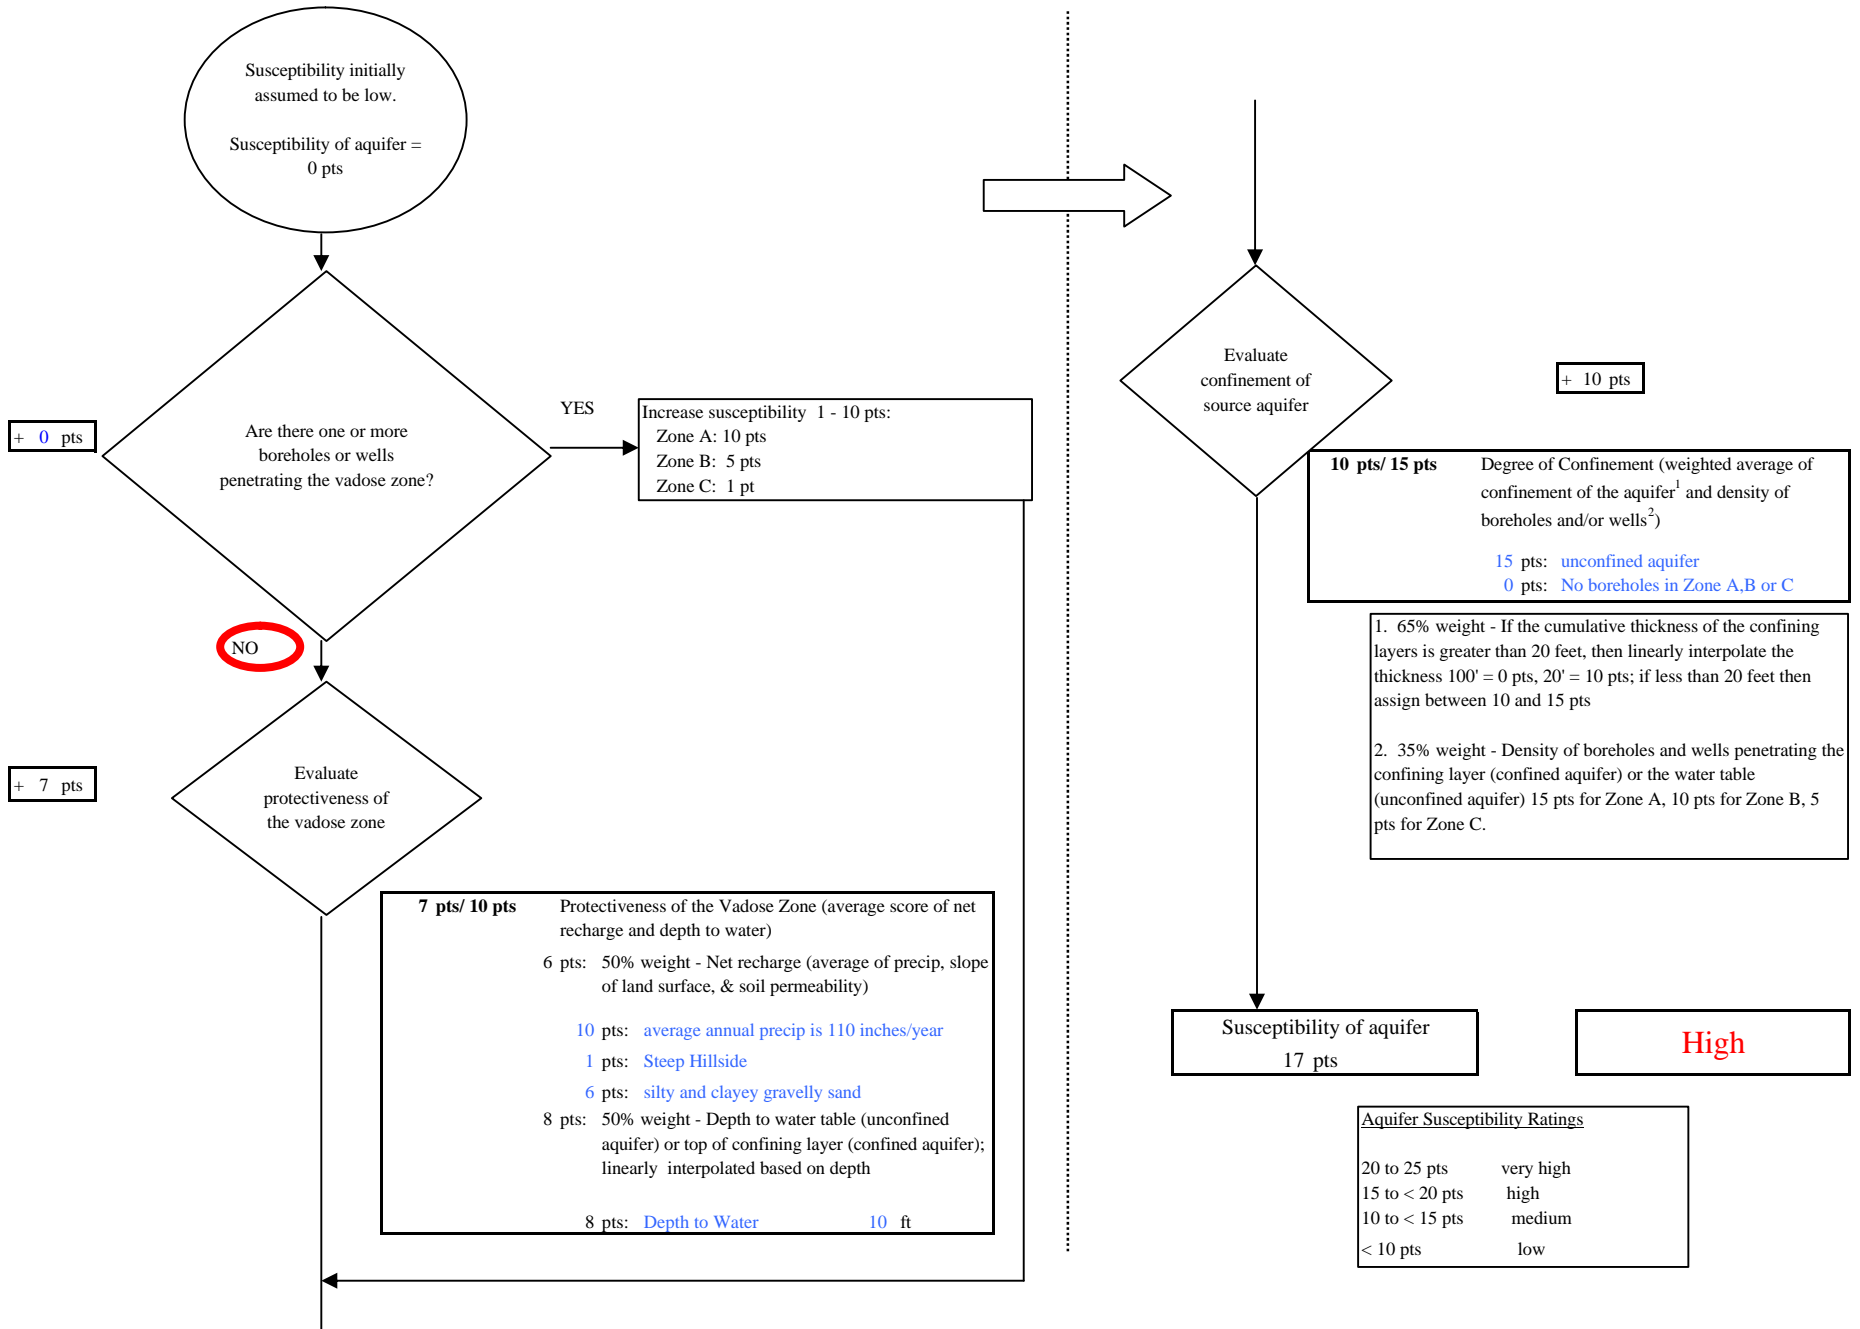 Susceptibility initially
assumed to be low.
Susceptibility of aquifer =
0 pts
+ 0 pts
Are there one or more
boreholes or wells
penetrating the vadose zone?
YES
Increase susceptibility 1 - 10 pts:
Zone A: 10 pts
Zone B: 5 pts
Zone C: 1 pt
NO
+ 7 pts
Evaluate
protectiveness of
the vadose zone
7 pts/ 10 pts Protectiveness of the Vadose Zone (average score of net
recharge and depth to water)
6 pts: 50% weight - Net recharge (average of precip, slope
of land surface, & soil permeability)
10 pts: average annual precip is 110 inches/year
1 pts: Steep Hillside
6 pts: silty and clayey gravelly sand
8 pts: 50% weight - Depth to water table (unconfined
aquifer) or top of confining layer (confined aquifer);
linearly interpolated based on depth
8 pts: Depth to Water 10 ft
Evaluate
confinement of
source aquifer
+ 10 pts
10 pts/ 15 pts Degree of Confinement (weighted average of
confinement of the aquifer1 and density of
boreholes and/or wells2)
15 pts: unconfined aquifer
0 pts: No boreholes in Zone A,B or C
1. 65% weight - If the cumulative thickness of the confining
layers is greater than 20 feet, then linearly interpolate the
thickness 100' = 0 pts, 20' = 10 pts; if less than 20 feet then
assign between 10 and 15 pts
2. 35% weight - Density of boreholes and wells penetrating the
confining layer (confined aquifer) or the water table
(unconfined aquifer) 15 pts for Zone A, 10 pts for Zone B, 5
pts for Zone C.
Susceptibility of aquifer
17 pts
High
Aquifer Susceptibility Ratings
20 to 25 pts very high
15 to < 20 pts high
10 to < 15 pts medium
< 10 pts low